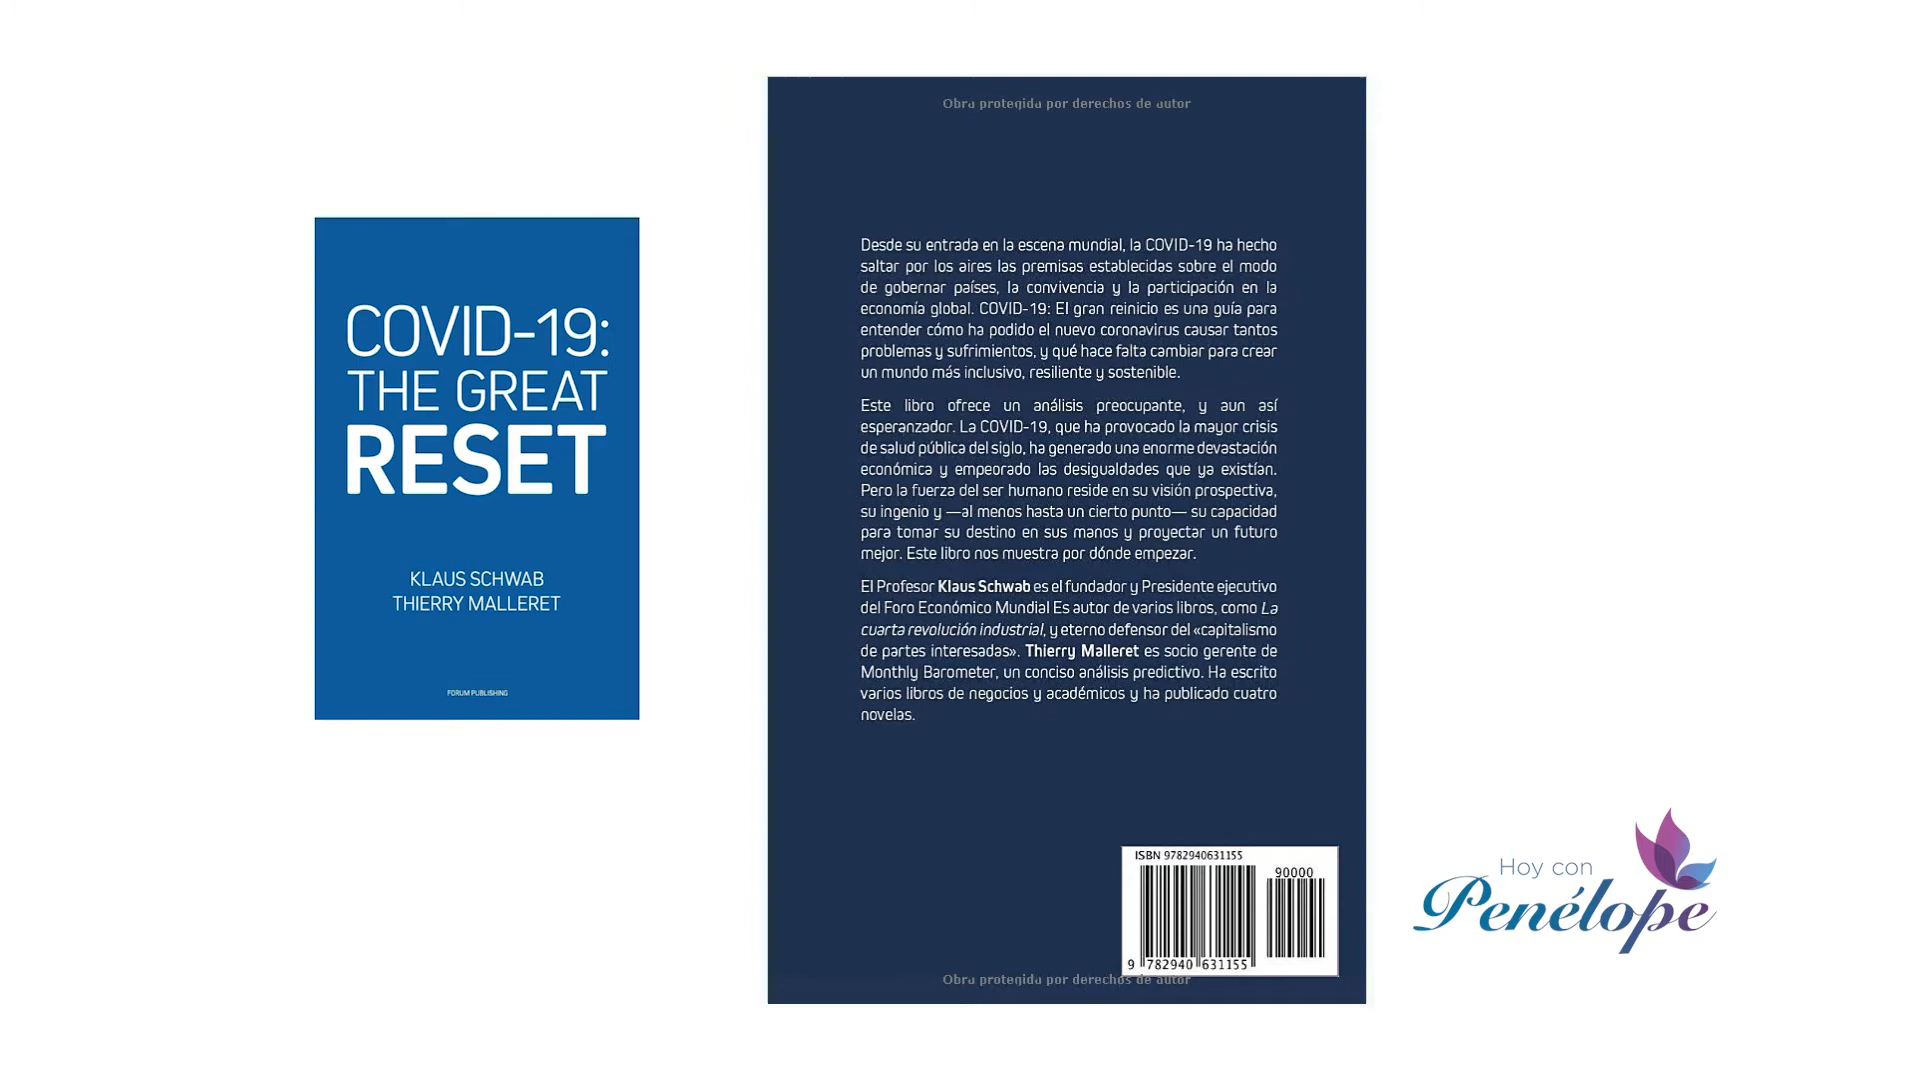 COVID-19:
THE GREAT
RESET
KLAUS SCHWAB
THIERRY MALLERET
FORUM PUBLISHING
Obra protegida por derechos de autor
Desde su entrada en la escena mundial, la COVID-19 ha hecho
saltar por los aires las premisas establecidas sobre el modo
de gobernar países, la convivencia y la participación en la
economía global. COVID-19: El gran reinicio es una guía para
entender cómo ha podido el nuevo coronavirus causar tantos
problemas y sufrimientos, y qué hace falta cambiar para crear
un mundo más inclusivo, resiliente y sostenible.
Este libro ofrece un análisis preocupante, y aun así
esperanzador. La COVID-19, que ha provocado la mayor crisis
de salud pública del siglo, ha generado una enorme devastación
económica y empeorado las desigualdades que ya existían.
Pero la fuerza del ser humano reside en su visión prospectiva,
su ingenio y —al menos hasta un cierto punto— su capacidad
para tomar su destino en sus manos y proyectar un futuro
mejor. Este libro nos muestra por dónde empezar.
El Profesor Klaus Schwab es el fundador y Presidente ejecutivo
del Foro Económico Mundial Es autor de varios libros, como La
cuarta revolución industrial, y eterno defensor del «capitalismo
de partes interesadas». Thierry Malleret es socio gerente de
Monthly Barometer, un conciso análisis predictivo. Ha escrito
varios libros de negocios y académicos y ha publicado cuatro
novelas.
ISBN 9782940631155
90000
9 782940 631155
Obra protegida por derechos de autor
Hoy con
Penélope